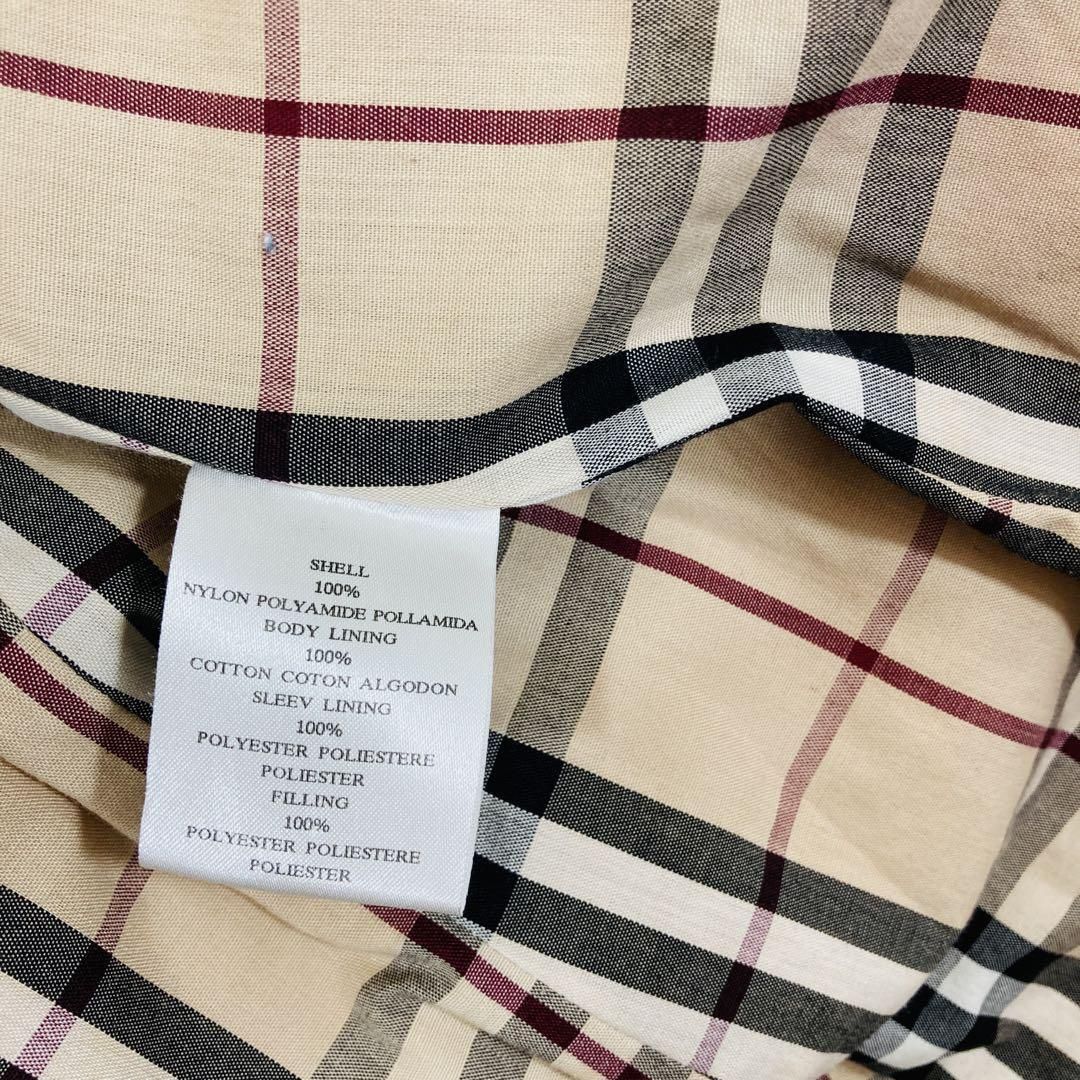 SHELL
100%
NYLON POLYAMIDE POLLAMIDA
BODY LINING
100%
COTTON COTON ALGODON
SLEEV LINING
100%
POLYESTER POLIESTERE
POLIESTER
FILLING
100%
POLYESTER POLIESTERE
POLIESTER